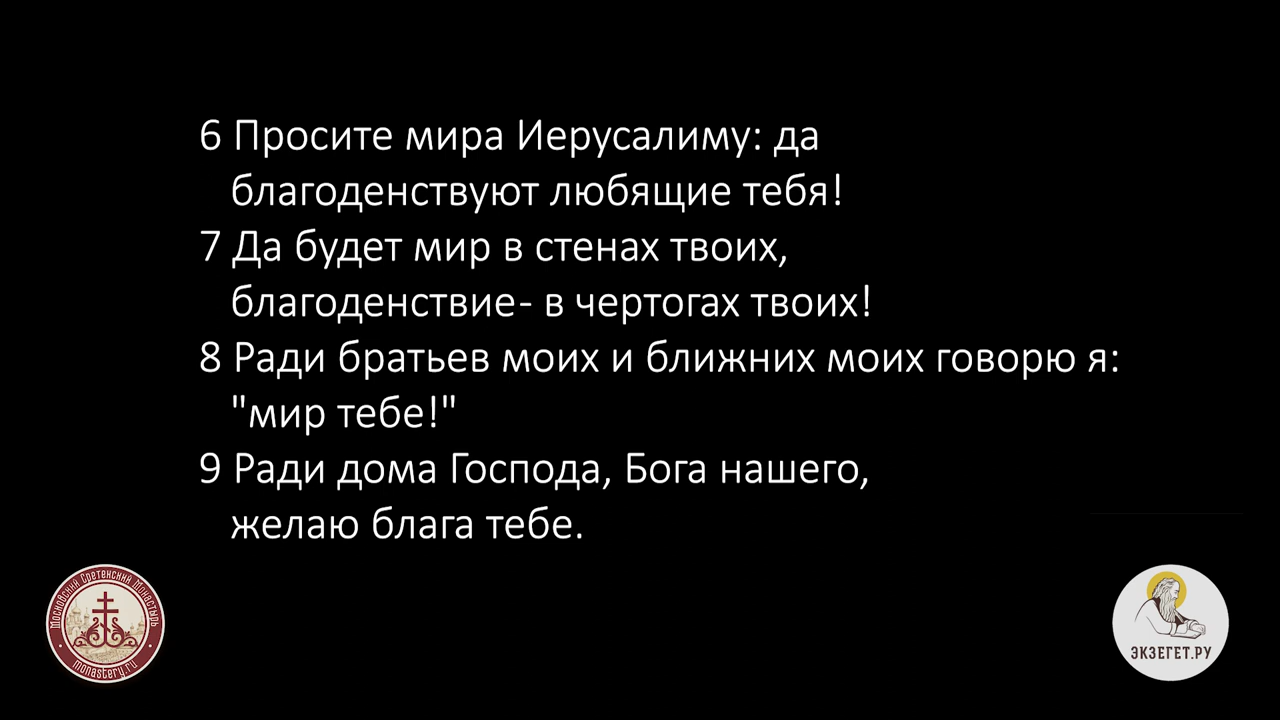 6 Просите мира Иерусалиму: да
благоденствуют любящие тебя!
7 Да будет мир в стенах твоих,
благоденствие- в чертогах твоих!
8 Ради братьев моих и ближних моих говорю я:
"мир тебе!"
9 Ради дома Господа, Бога нашего,
желаю блага тебе.
Московский Сретенский Монастырь
monastery.ru
ЭКЗЕГЕТ.РУ